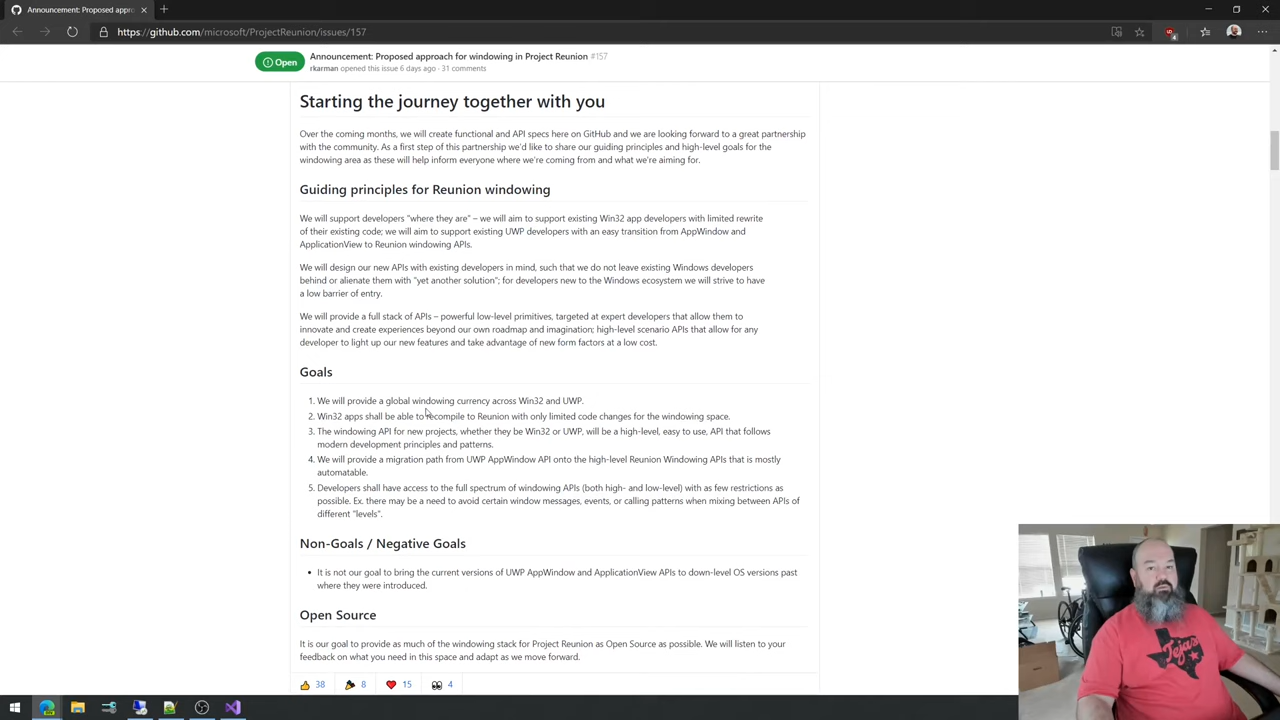 Announcement: Proposed appro
https://github.com/microsoft/ProjectReunion/issues/157
Open
Announcement: Proposed approach for windowing in Project Reunion #157
rkarman opened this issue 6 days ago · 31 comments
Starting the journey together with you
Over the coming months, we will create functional and API specs here on GitHub and we are looking forward to a great partnership
with the community. As a first step of this partnership we'd like to share our guiding principles and high-level goals for the
windowing area as these will help inform everyone where we're coming from and what we're aiming for.
Guiding principles for Reunion windowing
We will support developers "where they are" – we will aim to support existing Win32 app developers with limited rewrite
of their existing code; we will aim to support existing UWP developers with an easy transition from AppWindow and
ApplicationView to Reunion windowing APIs.
We will design our new APIs with existing developers in mind, such that we do not leave existing Windows developers
behind or alienate them with "yet another solution"; for developers new to the Windows ecosystem we will strive to have
a low barrier of entry.
We will provide a full stack of APIs – powerful low-level primitives, targeted at expert developers that allow them to
innovate and create experiences beyond our own roadmap and imagination; high-level scenario APIs that allow for any
developer to light up our new features and take advantage of new form factors at a low cost.
Goals
1. We will provide a global windowing currency across Win32 and UWP.
2. Win32 apps shall be able to recompile to Reunion with only limited code changes for the windowing space.
3. The windowing API for new projects, whether they be Win32 or UWP, will be a high-level, easy to use, API that follows
modern development principles and patterns.
4. We will provide a migration path from UWP AppWindow API onto the high-level Reunion Windowing APIs that is mostly
automatable.
5. Developers shall have access to the full spectrum of windowing APIs (both high- and low-level) with as few restrictions as
possible. Ex. there may be a need to avoid certain window messages, events, or calling patterns when mixing between APIs of
different "levels".
Non-Goals / Negative Goals
• It is not our goal to bring the current versions of UWP AppWindow and ApplicationView APIs to down-level OS versions past
where they were introduced.
Open Source
It is our goal to provide as much of the windowing stack for Project Reunion as Open Source as possible. We will listen to your
feedback on what you need in this space and adapt as we move forward.
38 8 15 4
Tejas